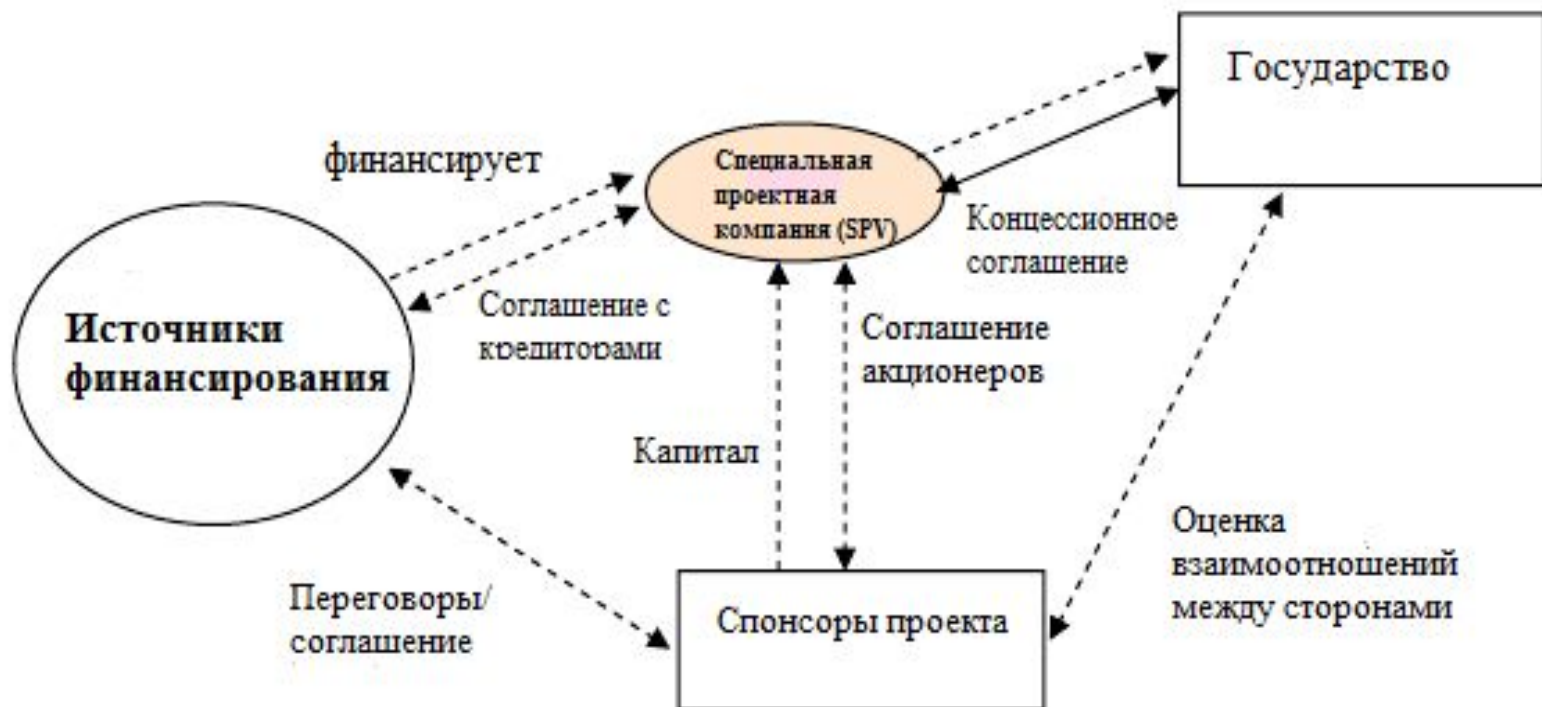 Государство
финансирует
Специальная
проектная
компания (SPV)
Концессионное
соглашение
Источники
финансирования
Соглашение с
кредиторами
Соглашение
акционеров
Капитал
Оценка
взаимоотношений
между сторонами
Переговоры/
соглашение
Спонсоры проекта